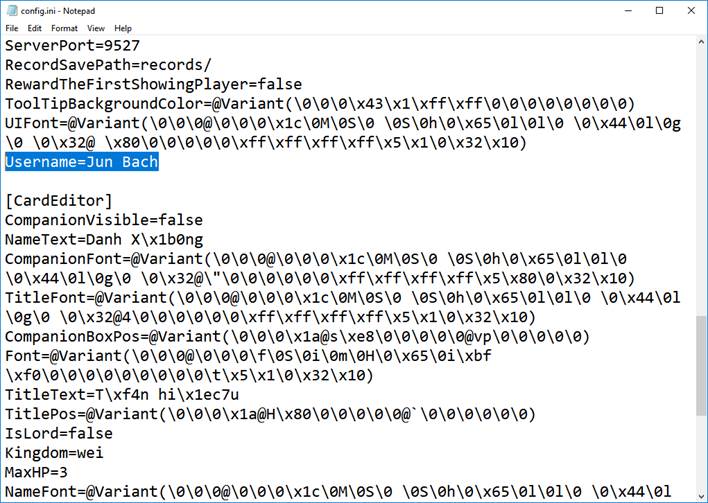 config.ini - Notepad
File Edit Format View Help
ServerPort=9527
RecordSavePath=records/
RewardTheFirstShowingPlayer=false
ToolTipBackgroundColor=@Variant(\0\0\0\x43\x1\xff\xff\0\0\0\0\0\0\0\0)
UIFont=@Variant(\0\0\0@\0\0\0\x1c\0M\0S\0 \0S\0h\0\x65\0l\0l\0 \0\x44\0l\0g
\0 \0\x32@ \x80\0\0\0\0\0\xff\xff\xff\xff\x5\x1\0\x32\x10)
Username=Jun Bach
[CardEditor]
CompanionVisible=false
NameText=Danh X\x1b0ng
CompanionFont=@Variant(\0\0\0@\0\0\0\x1c\0M\0S\0 \0S\0h\0\x65\0l\0l\0
\0\x44\0l\0g\0 \0\x32@\"\0\0\0\0\0\0\xff\xff\xff\xff\x5\x80\0\x32\x10)
TitleFont=@Variant(\0\0\0@\0\0\0\x1c\0M\0S\0 \0S\0h\0\x65\0l\0l\0 \0\x44\0l
\0g\0 \0\x32@4\0\0\0\0\0\0\0\xff\xff\xff\xff\x5\x1\0\x32\x10)
CompanionBoxPos=@Variant(\0\0\0\x1a@s\xe8\0\0\0\0\0@vp\0\0\0\0\0)
Font=@Variant(\0\0\0@\0\0\0\f\0S\0i\0m\0H\0\x65\0i\xbf
\xf0\0\0\0\0\0\0\0\0\0\t\x5\x1\0\x32\x10)
TitleText=T\xf4n hi\x1ec7u
TitlePos=@Variant(\0\0\0\x1a@H\x80\0\0\0\0\0@`\0\0\0\0\0\0)
IsLord=false
Kingdom=wei
MaxHP=3
NameFont=@Variant(\0\0\0@\0\0\0\x1c\0M\0S\0 \0S\0h\0\x65\0l\0l\0 \0\x44\0l